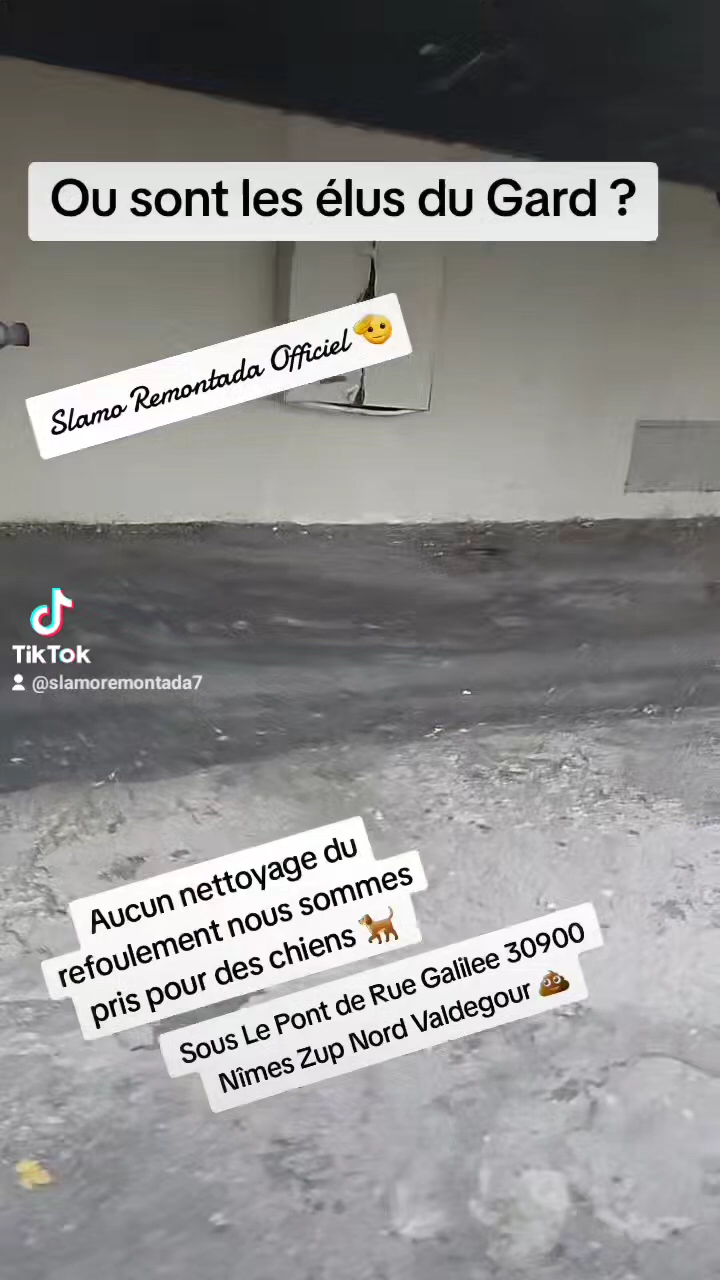 Ou sont les élus du Gard ?
Slamo Remontada Officiel 🫡
TikTok
@slamoremontada7
Aucun nettoyage du
refoulement nous sommes
pris pour des chiens 🐕
Sous Le Pont de Rue Galilee 30900
Nîmes Zup Nord Valdegour 💩